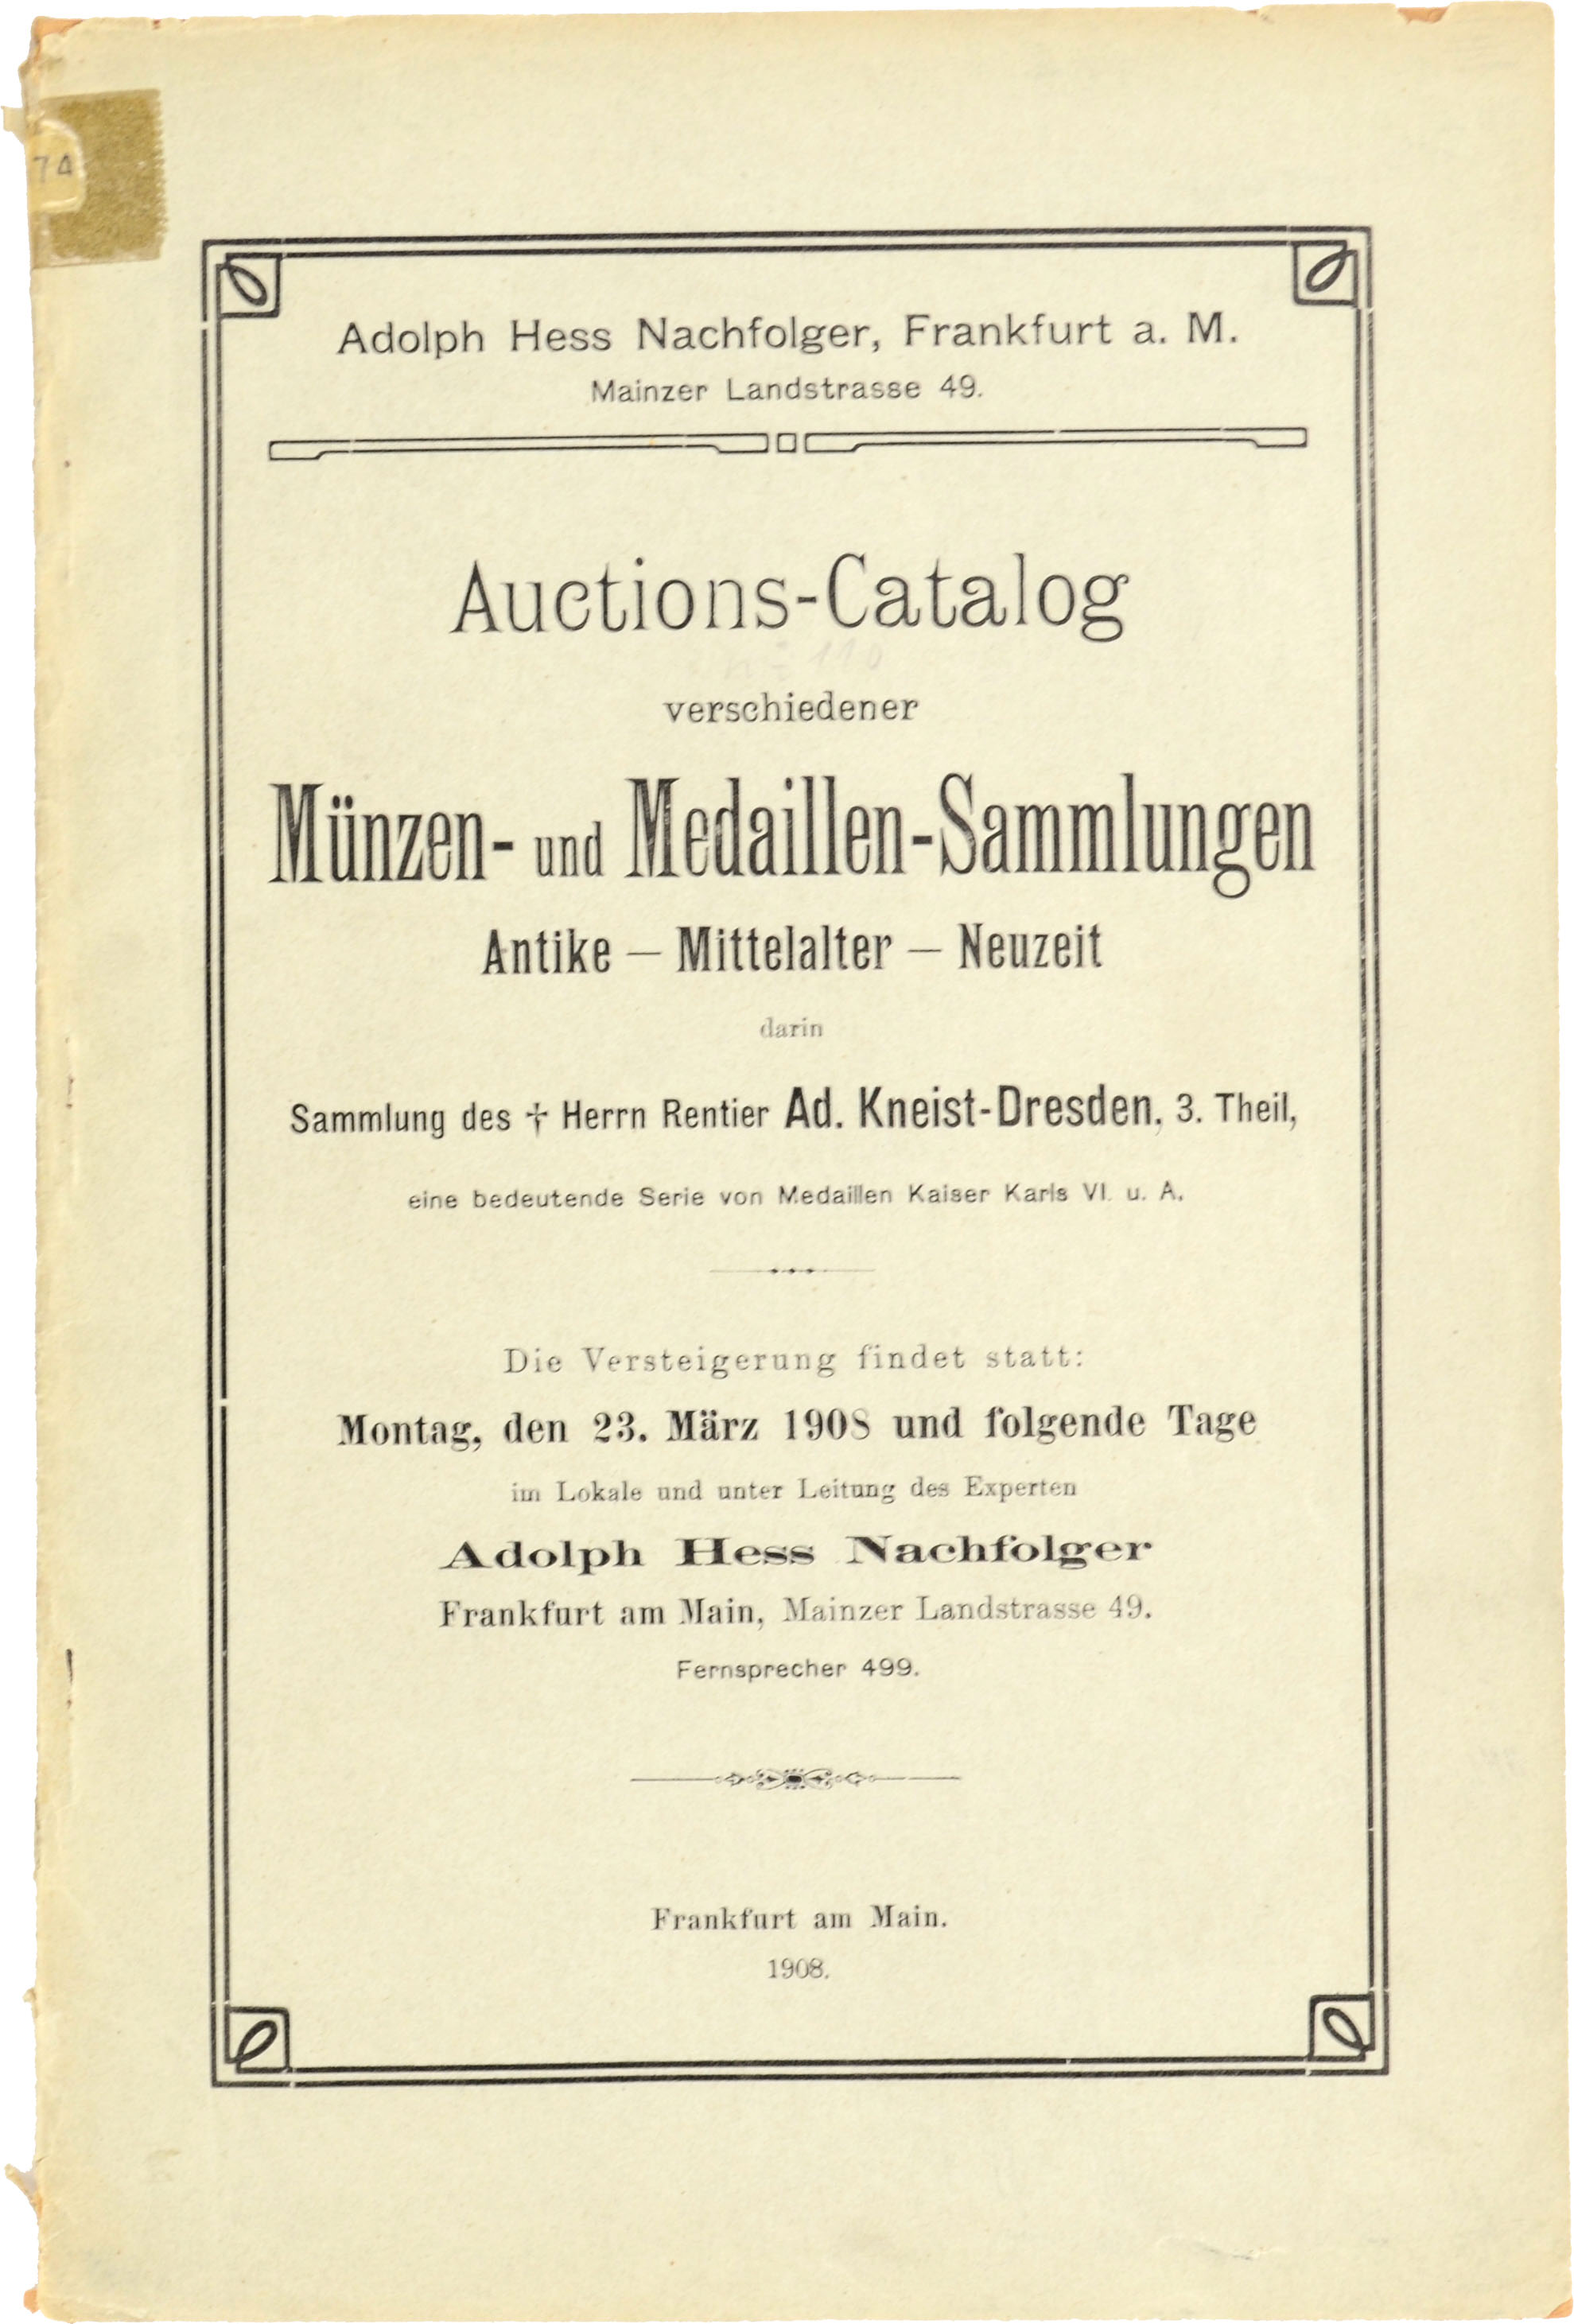 74
Adolph Hess Nachfolger, Frankfurt a. M.
Mainzer Landstrasse 49.
Auctions-Catalog
verschiedener
Münzen- und Medaillen-Sammlungen
Antike — Mittelalter — Neuzeit
darin
Sammlung des † Herrn Rentier Ad. Kneist-Dresden, 3. Theil,
eine bedeutende Serie von Medaillen Kaiser Karls VI. u. A.
Die Versteigerung findet statt:
Montag, den 23. März 1908 und folgende Tage
im Lokale und unter Leitung des Experten
Adolph Hess Nachfolger
Frankfurt am Main, Mainzer Landstrasse 49.
Fernsprecher 499.
Frankfurt am Main.
1908.